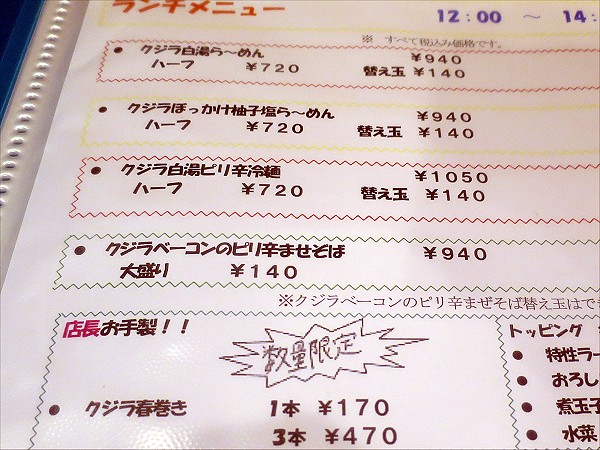 ランチメニュー
12：00 ～ 14：
※ すべて税込み価格です。
● クジラ白湯ら～めん ¥940
ハーフ ¥720 替え玉 ¥140
● クジラぼっかけ柚子塩ら～めん ¥940
ハーフ ¥720 替え玉 ¥140
● クジラ白湯ピリ辛冷麺 ¥1050
ハーフ ¥720 替え玉 ¥140
● クジラベーコンのピリ辛ませそば ¥940
大盛り ¥140
※クジラベーコンのピリ辛まぜそば替え玉はでき
店長お手製！！
数量限定
● クジラ春巻き 1本 ¥170
3本 ¥470
トッピング
● 特性ラー
● おろし
● 煮玉子
● 水菜